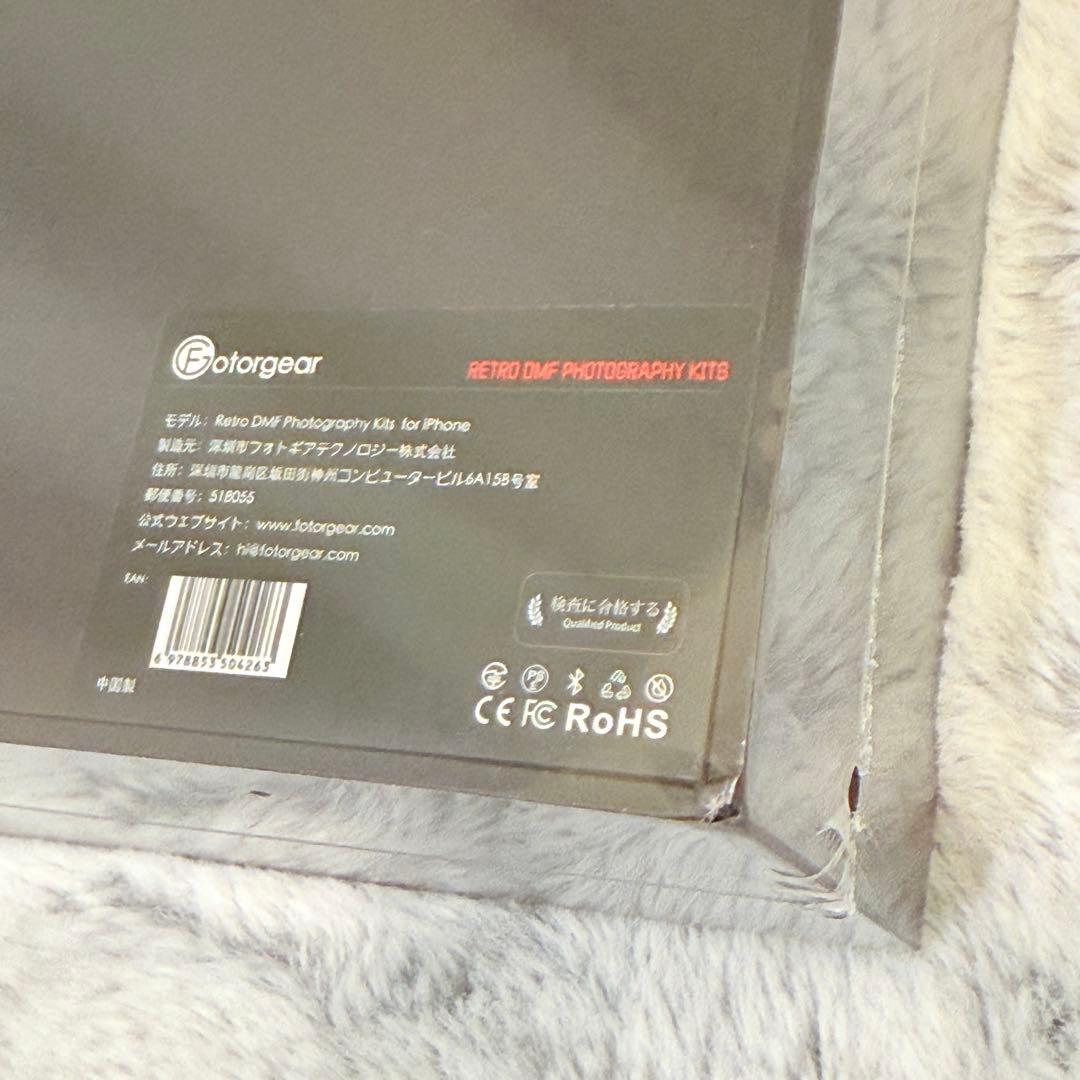 Fotorgear
RETRO DMF PHOTOGRAPHY KITS
モデル: Retro DMF Photography Kits for iPhone
製造元: 深圳市フォトギアテクノロジー株式会社
住所: 深圳市龍崗区坂田街神州コンピュータービル6A15B号室
郵便番号: 518055
公式ウエブサイト: www.fotorgear.com
メールアドレス: hi@fotorgear.com
EAN:
6 978853 504263
中国製
検査に合格する
Qualified Product
PS
CE FC RoHS